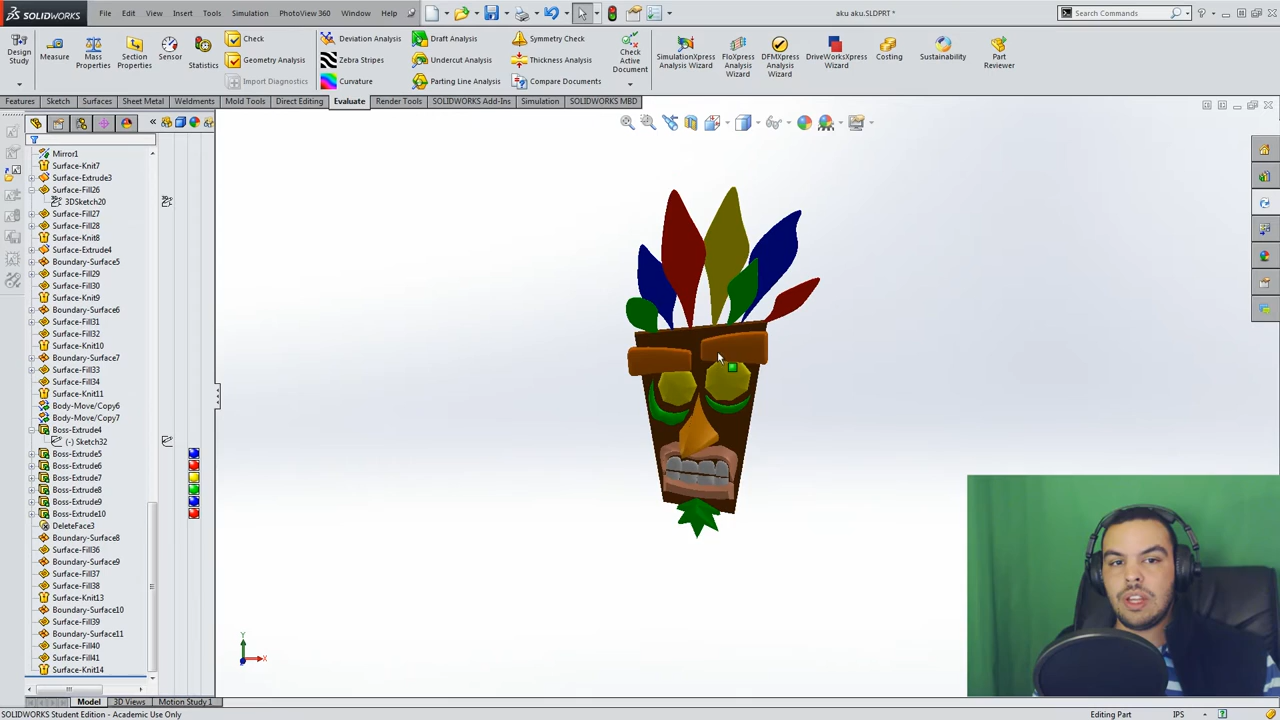 SOLIDWORKS File Edit View Insert Tools Simulation PhotoView 360 Window Help aku aku.SLDPRT * Search Commands
Design Study
Measure
Mass Properties
Section Properties
Sensor
Statistics
Check
Geometry Analysis
Import Diagnostics
Deviation Analysis
Zebra Stripes
Curvature
Draft Analysis
Undercut Analysis
Parting Line Analysis
Symmetry Check
Thickness Analysis
Compare Documents
Check Active Document
SimulationXpress Analysis Wizard
FloXpress Analysis Wizard
DFMXpress Analysis Wizard
DriveWorksXpress Wizard
Costing
Sustainability
Part Reviewer
Features Sketch Surfaces Sheet Metal Weldments Mold Tools Direct Editing Evaluate Render Tools SOLIDWORKS Add-Ins Simulation SOLIDWORKS MBD
Mirror1
Surface-Knit7
Surface-Extrude3
Surface-Fill26
3DSketch20
Surface-Fill27
Surface-Fill28
Surface-Knit8
Surface-Extrude4
Boundary-Surface5
Surface-Fill29
Surface-Fill30
Surface-Knit9
Boundary-Surface6
Surface-Fill31
Surface-Fill32
Surface-Knit10
Boundary-Surface7
Surface-Fill33
Surface-Fill34
Surface-Knit11
Body-Move/Copy6
Body-Move/Copy7
Boss-Extrude4
(-) Sketch32
Boss-Extrude5
Boss-Extrude6
Boss-Extrude7
Boss-Extrude8
Boss-Extrude9
Boss-Extrude10
DeleteFace3
Boundary-Surface8
Surface-Fill36
Boundary-Surface9
Surface-Fill37
Surface-Fill38
Surface-Knit13
Boundary-Surface10
Surface-Fill39
Boundary-Surface11
Surface-Fill40
Surface-Fill41
Surface-Knit14
Y
X
Model 3D Views Motion Study 1
SOLIDWORKS Student Edition - Academic Use Only Editing Part IPS